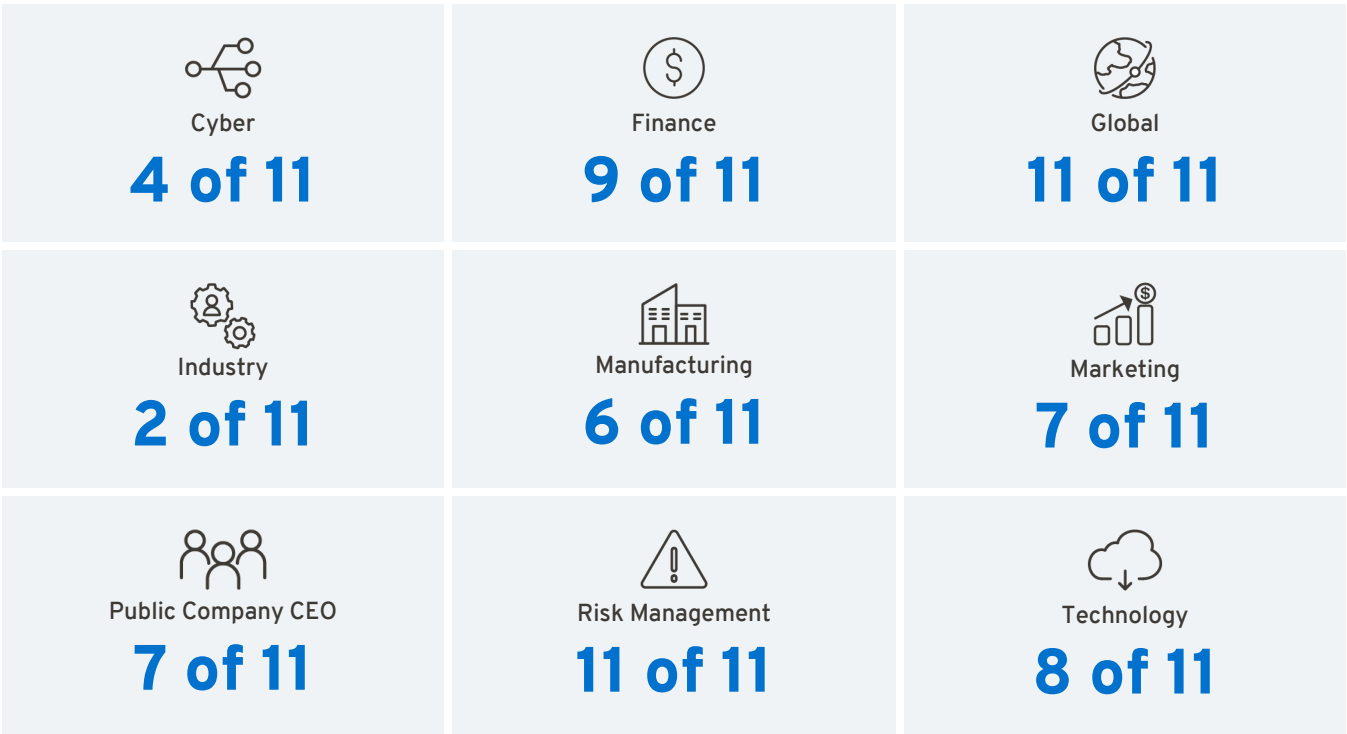 Cyber
4 of 11
Finance
9 of 11
Global
11 of 11
Industry
2 of 11
Manufacturing
6 of 11
$
Marketing
7 of 11
Public Company CEO
7 of 11
Risk Management
11 of 11
Technology
8 of 11